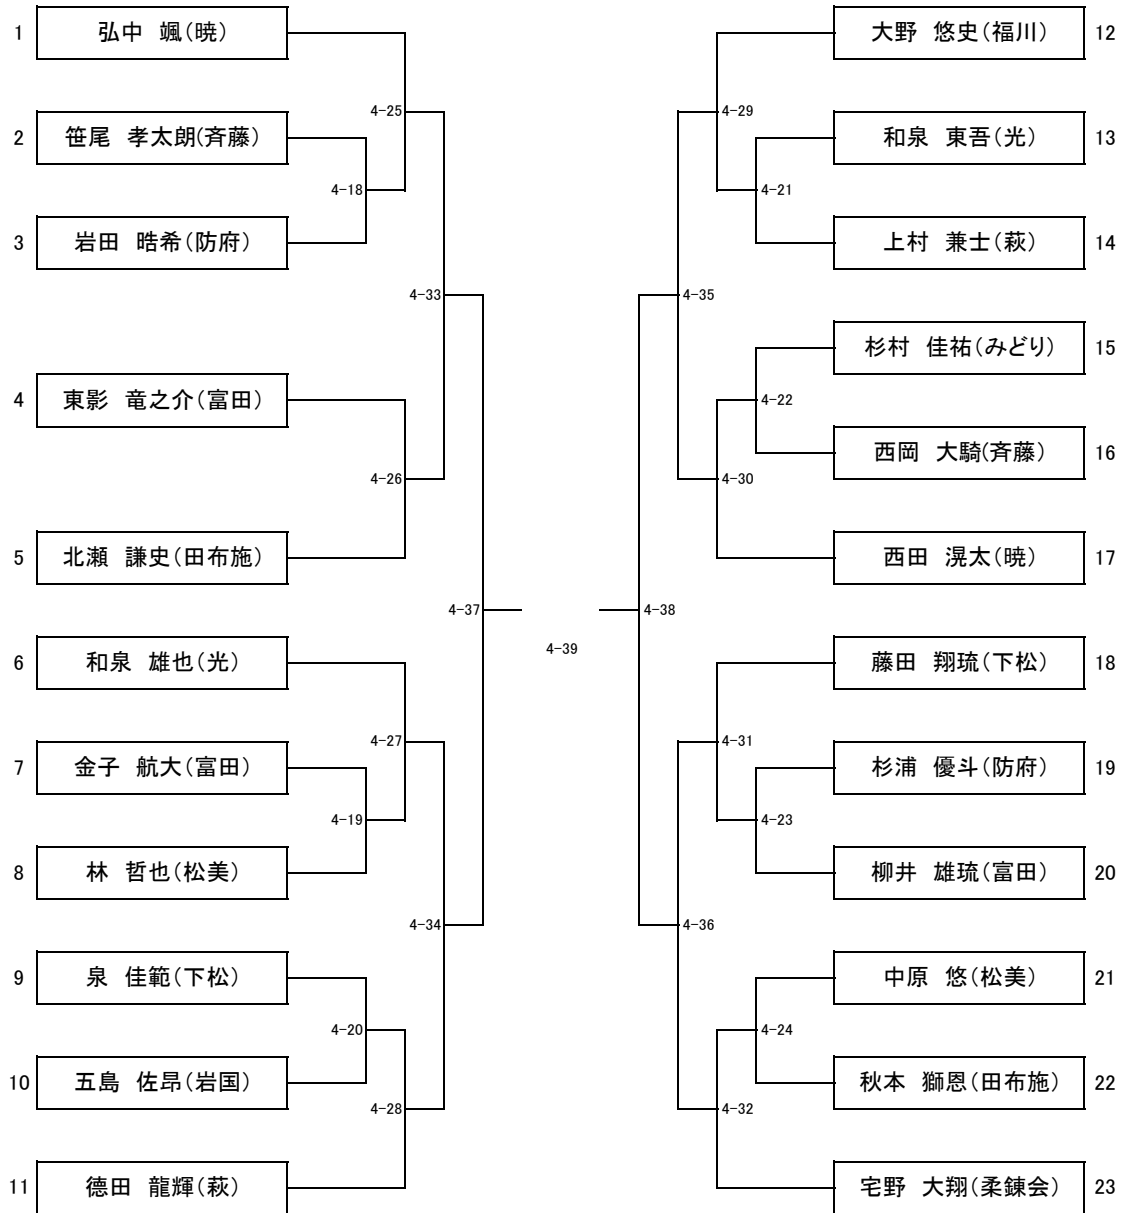 1 弘中 颯(暁)
4-25
2 笹尾 孝太朗(斉藤)
4-18
3 岩田 晧希(防府)
4-33
4 東影 竜之介(富田)
4-26
5 北瀬 謙史(田布施)
4-37
6 和泉 雄也(光)
4-27
7 金子 航大(富田)
4-19
8 林 哲也(松美)
4-34
9 泉 佳範(下松)
4-20
10 五島 佐昂(岩国)
4-28
11 德田 龍輝(萩)
4-39
大野 悠史(福川) 12
4-29
和泉 東吾(光) 13
4-21
上村 兼士(萩) 14
4-35
杉村 佳祐(みどり) 15
4-22
西岡 大騎(斉藤) 16
4-30
西田 滉太(暁) 17
4-38
藤田 翔琉(下松) 18
4-31
杉浦 優斗(防府) 19
4-23
柳井 雄琉(富田) 20
4-36
中原 悠(松美) 21
4-24
秋本 獅恩(田布施) 22
4-32
宅野 大翔(柔錬会) 23